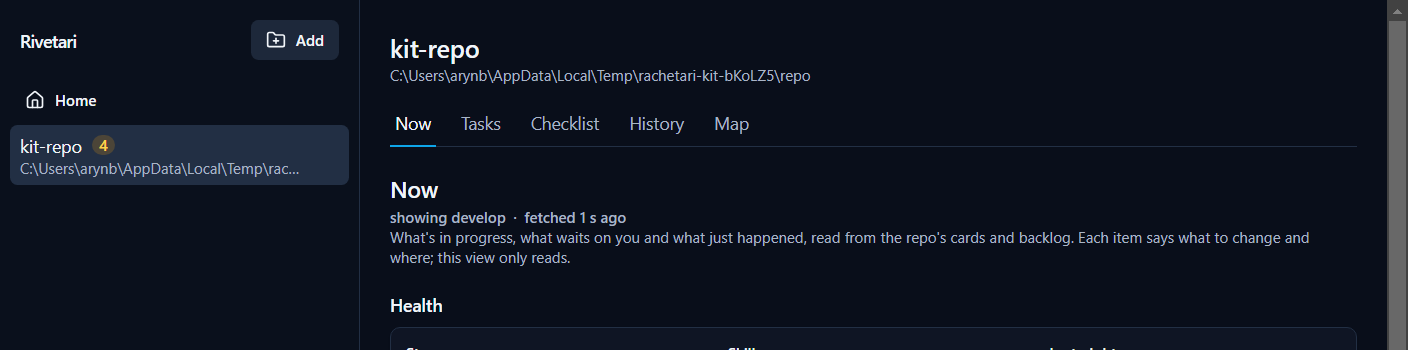 Rivetari
Add
Home
kit-repo 4
C:\Users\arynb\AppData\Local\Temp\rac...
kit-repo
C:\Users\arynb\AppData\Local\Temp\rachetari-kit-bKoLZ5\repo
Now Tasks Checklist History Map
Now
showing develop · fetched 1 s ago
What's in progress, what waits on you and what just happened, read from the repo's cards and backlog. Each item says what to change and
where; this view only reads.
Health